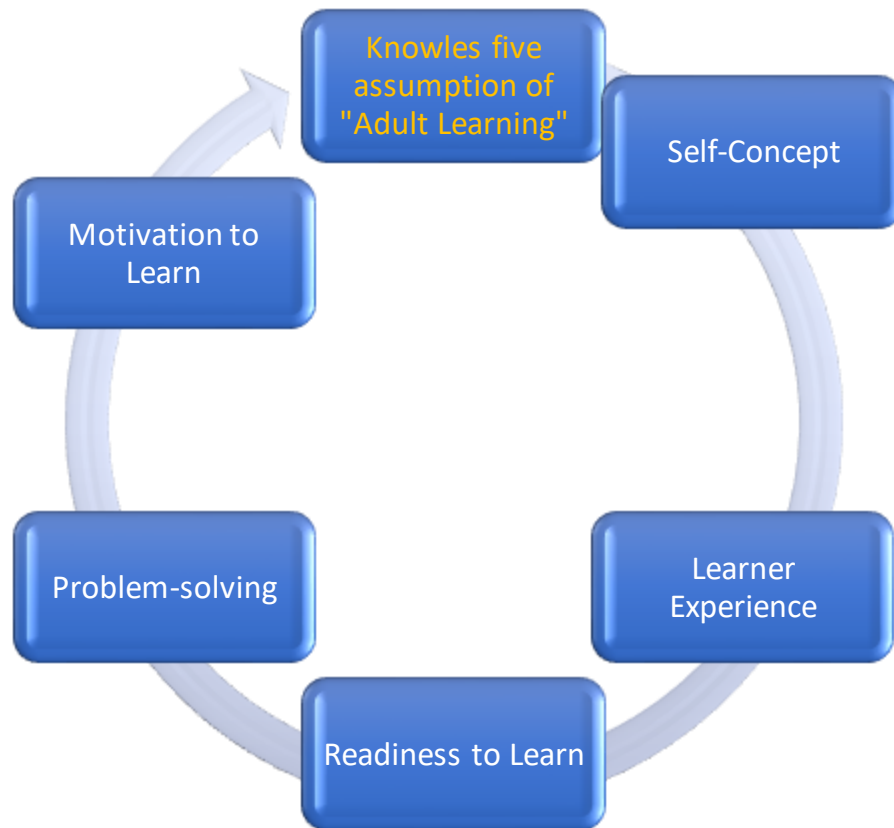 Knowles five
assumption of
"Adult Learning"
Self-Concept
Learner
Experience
Readiness to Learn
Problem-solving
Motivation to
Learn